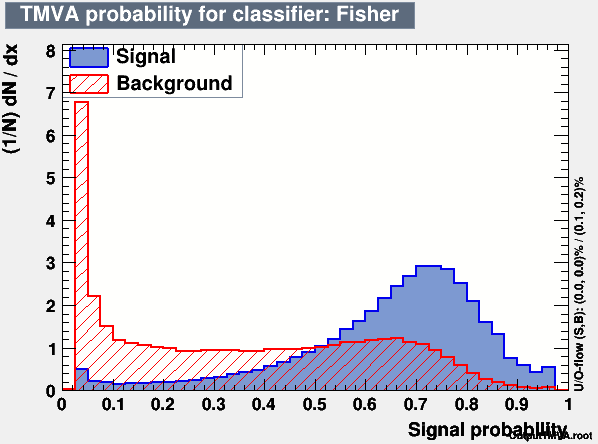 TMVA probability for classifier: Fisher
(1/N) dN / dx
Signal
Background
8
7
6
5
4
3
2
1
0
0 0.1 0.2 0.3 0.4 0.5 0.6 0.7 0.8 0.9 1
Signal probability
U/O-flow (S,B): (0.0, 0.0)% / (0.1, 0.2)%